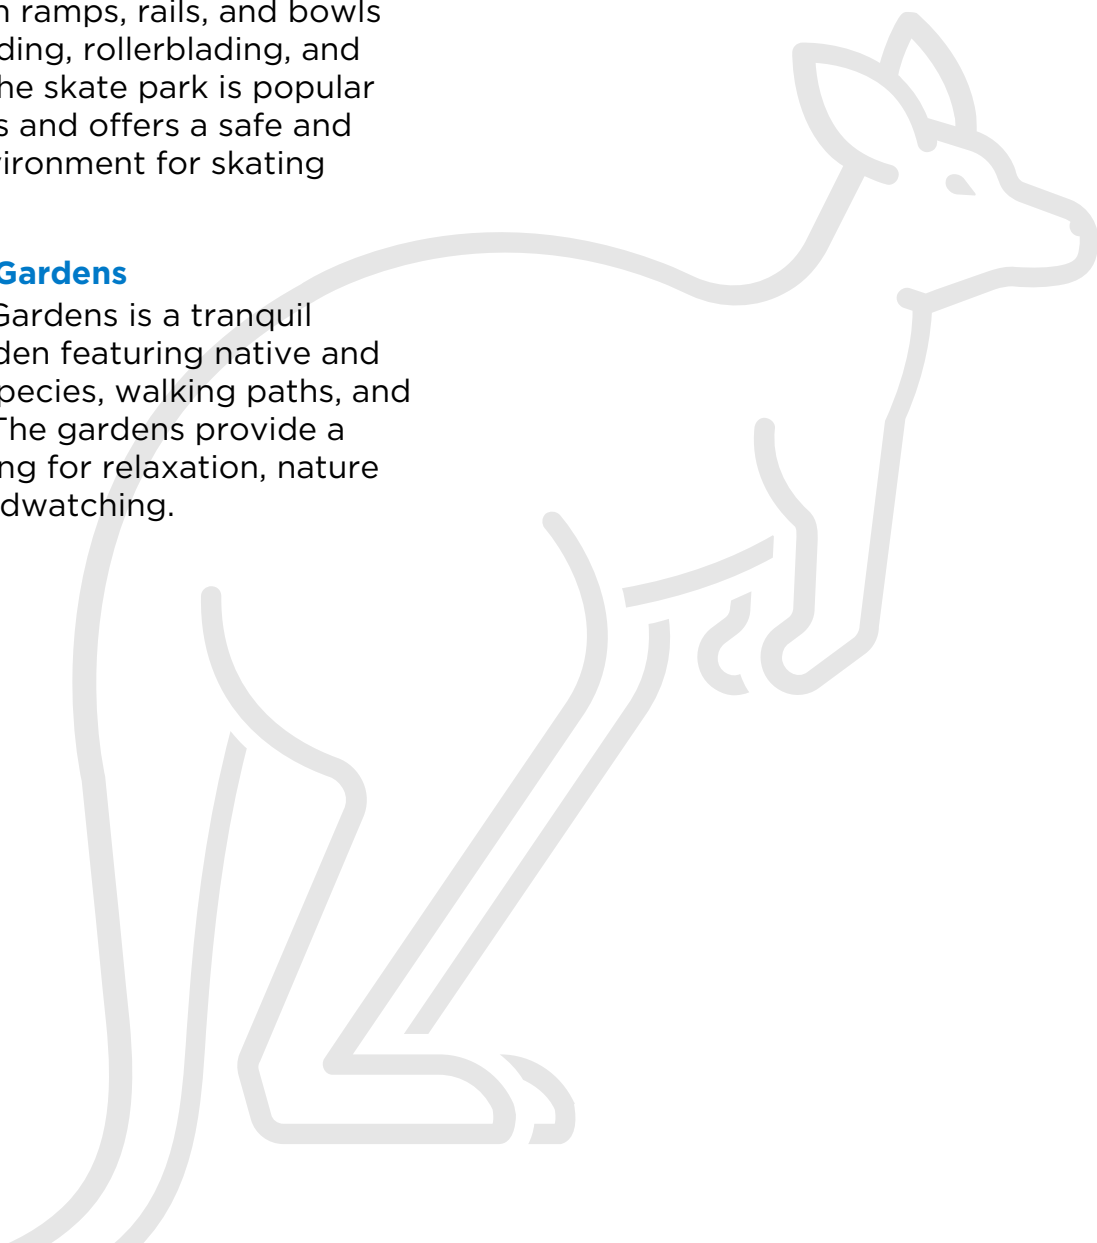 ramps, rails, and bowls
ding, rollerblading, and
he skate park is popular
s and offers a safe and
ironment for skating
Gardens
Gardens is a tranquil
den featuring native and
pecies, walking paths, and
The gardens provide a
ng for relaxation, nature
dwatching.